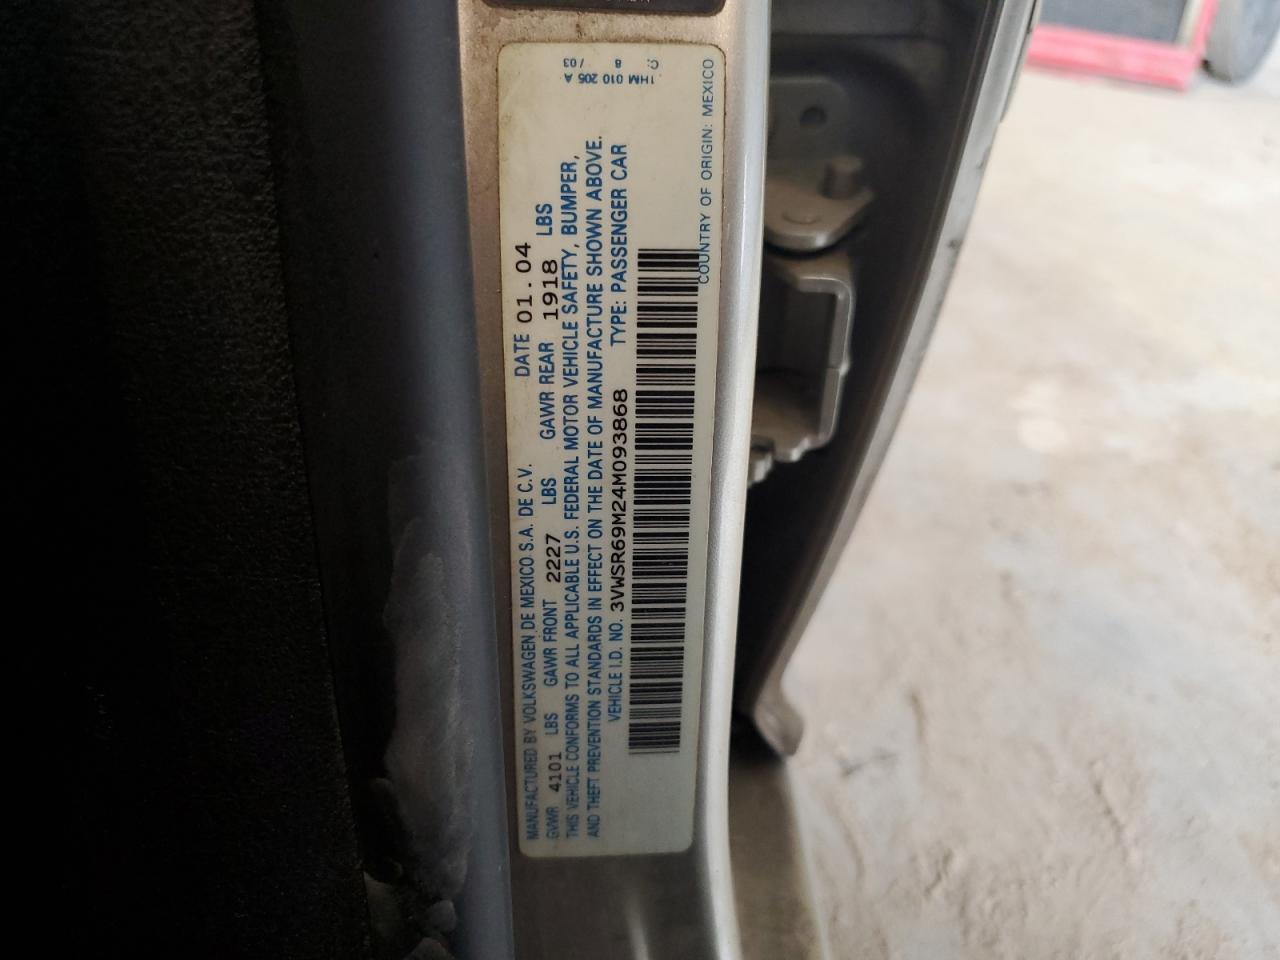 MANUFACTURED BY VOLKSWAGEN DE MEXICO S.A. DE C.V. DATE 01.04
GVWR 4101 LBS GAWR FRONT 2227 LBS GAWR REAR 1918 LBS
THIS VEHICLE CONFORMS TO ALL APPLICABLE U.S. FEDERAL MOTOR VEHICLE SAFETY, BUMPER,
AND THEFT PREVENTION STANDARDS IN EFFECT ON THE DATE OF MANUFACTURE SHOWN ABOVE.
VEHICLE I.D. NO. 3VWSR69M24M093868 TYPE: PASSENGER CAR
COUNTRY OF ORIGIN: MEXICO
1HM 010 205 A
8 / 03